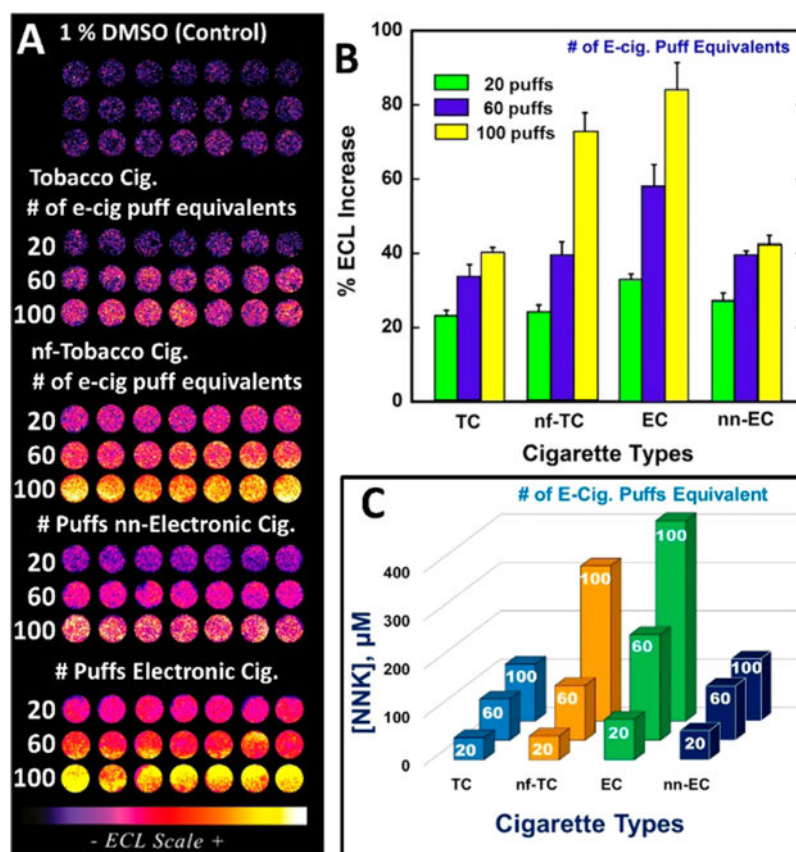 A
1 % DMSO (Control)
Tobacco Cig.
# of e-cig puff equivalents
20
60
100
nf-Tobacco Cig.
# of e-cig puff equivalents
20
60
100
# Puffs nn-Electronic Cig.
20
60
100
# Puffs Electronic Cig.
20
60
100
- ECL Scale +
B
# of E-cig. Puff Equivalents
20 puffs
60 puffs
100 puffs
% ECL Increase
100
80
60
40
20
0
TC nf-TC EC nn-EC
Cigarette Types
C
# of E-Cig. Puffs Equivalent
[NNK], µM
400
300
200
100
0
100 100 100 100
60 60 60 60
20 20 20 20
TC nf-TC EC nn-EC
Cigarette Types